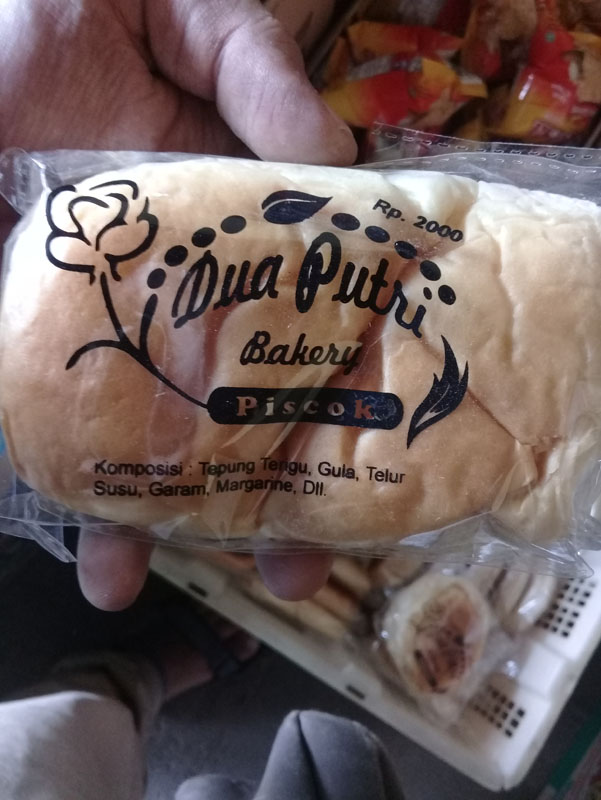 Rp. 2000
Dua Putri
Bakery
Piscok
Komposisi : Tepung Terigu, Gula, Telur
Susu, Garam, Margarine, Dll.